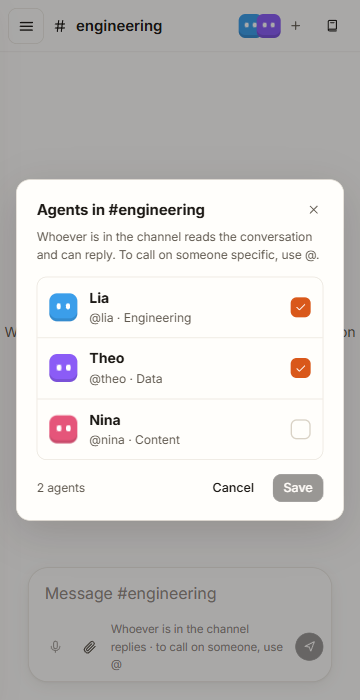 # engineering
Agents in #engineering
Whoever is in the channel reads the conversation
and can reply. To call on someone specific, use @.
Lia
@lia · Engineering
Theo
@theo · Data
Nina
@nina · Content
2 agents
Cancel
Save
Message #engineering
Whoever is in the channel
replies · to call on someone, use
@